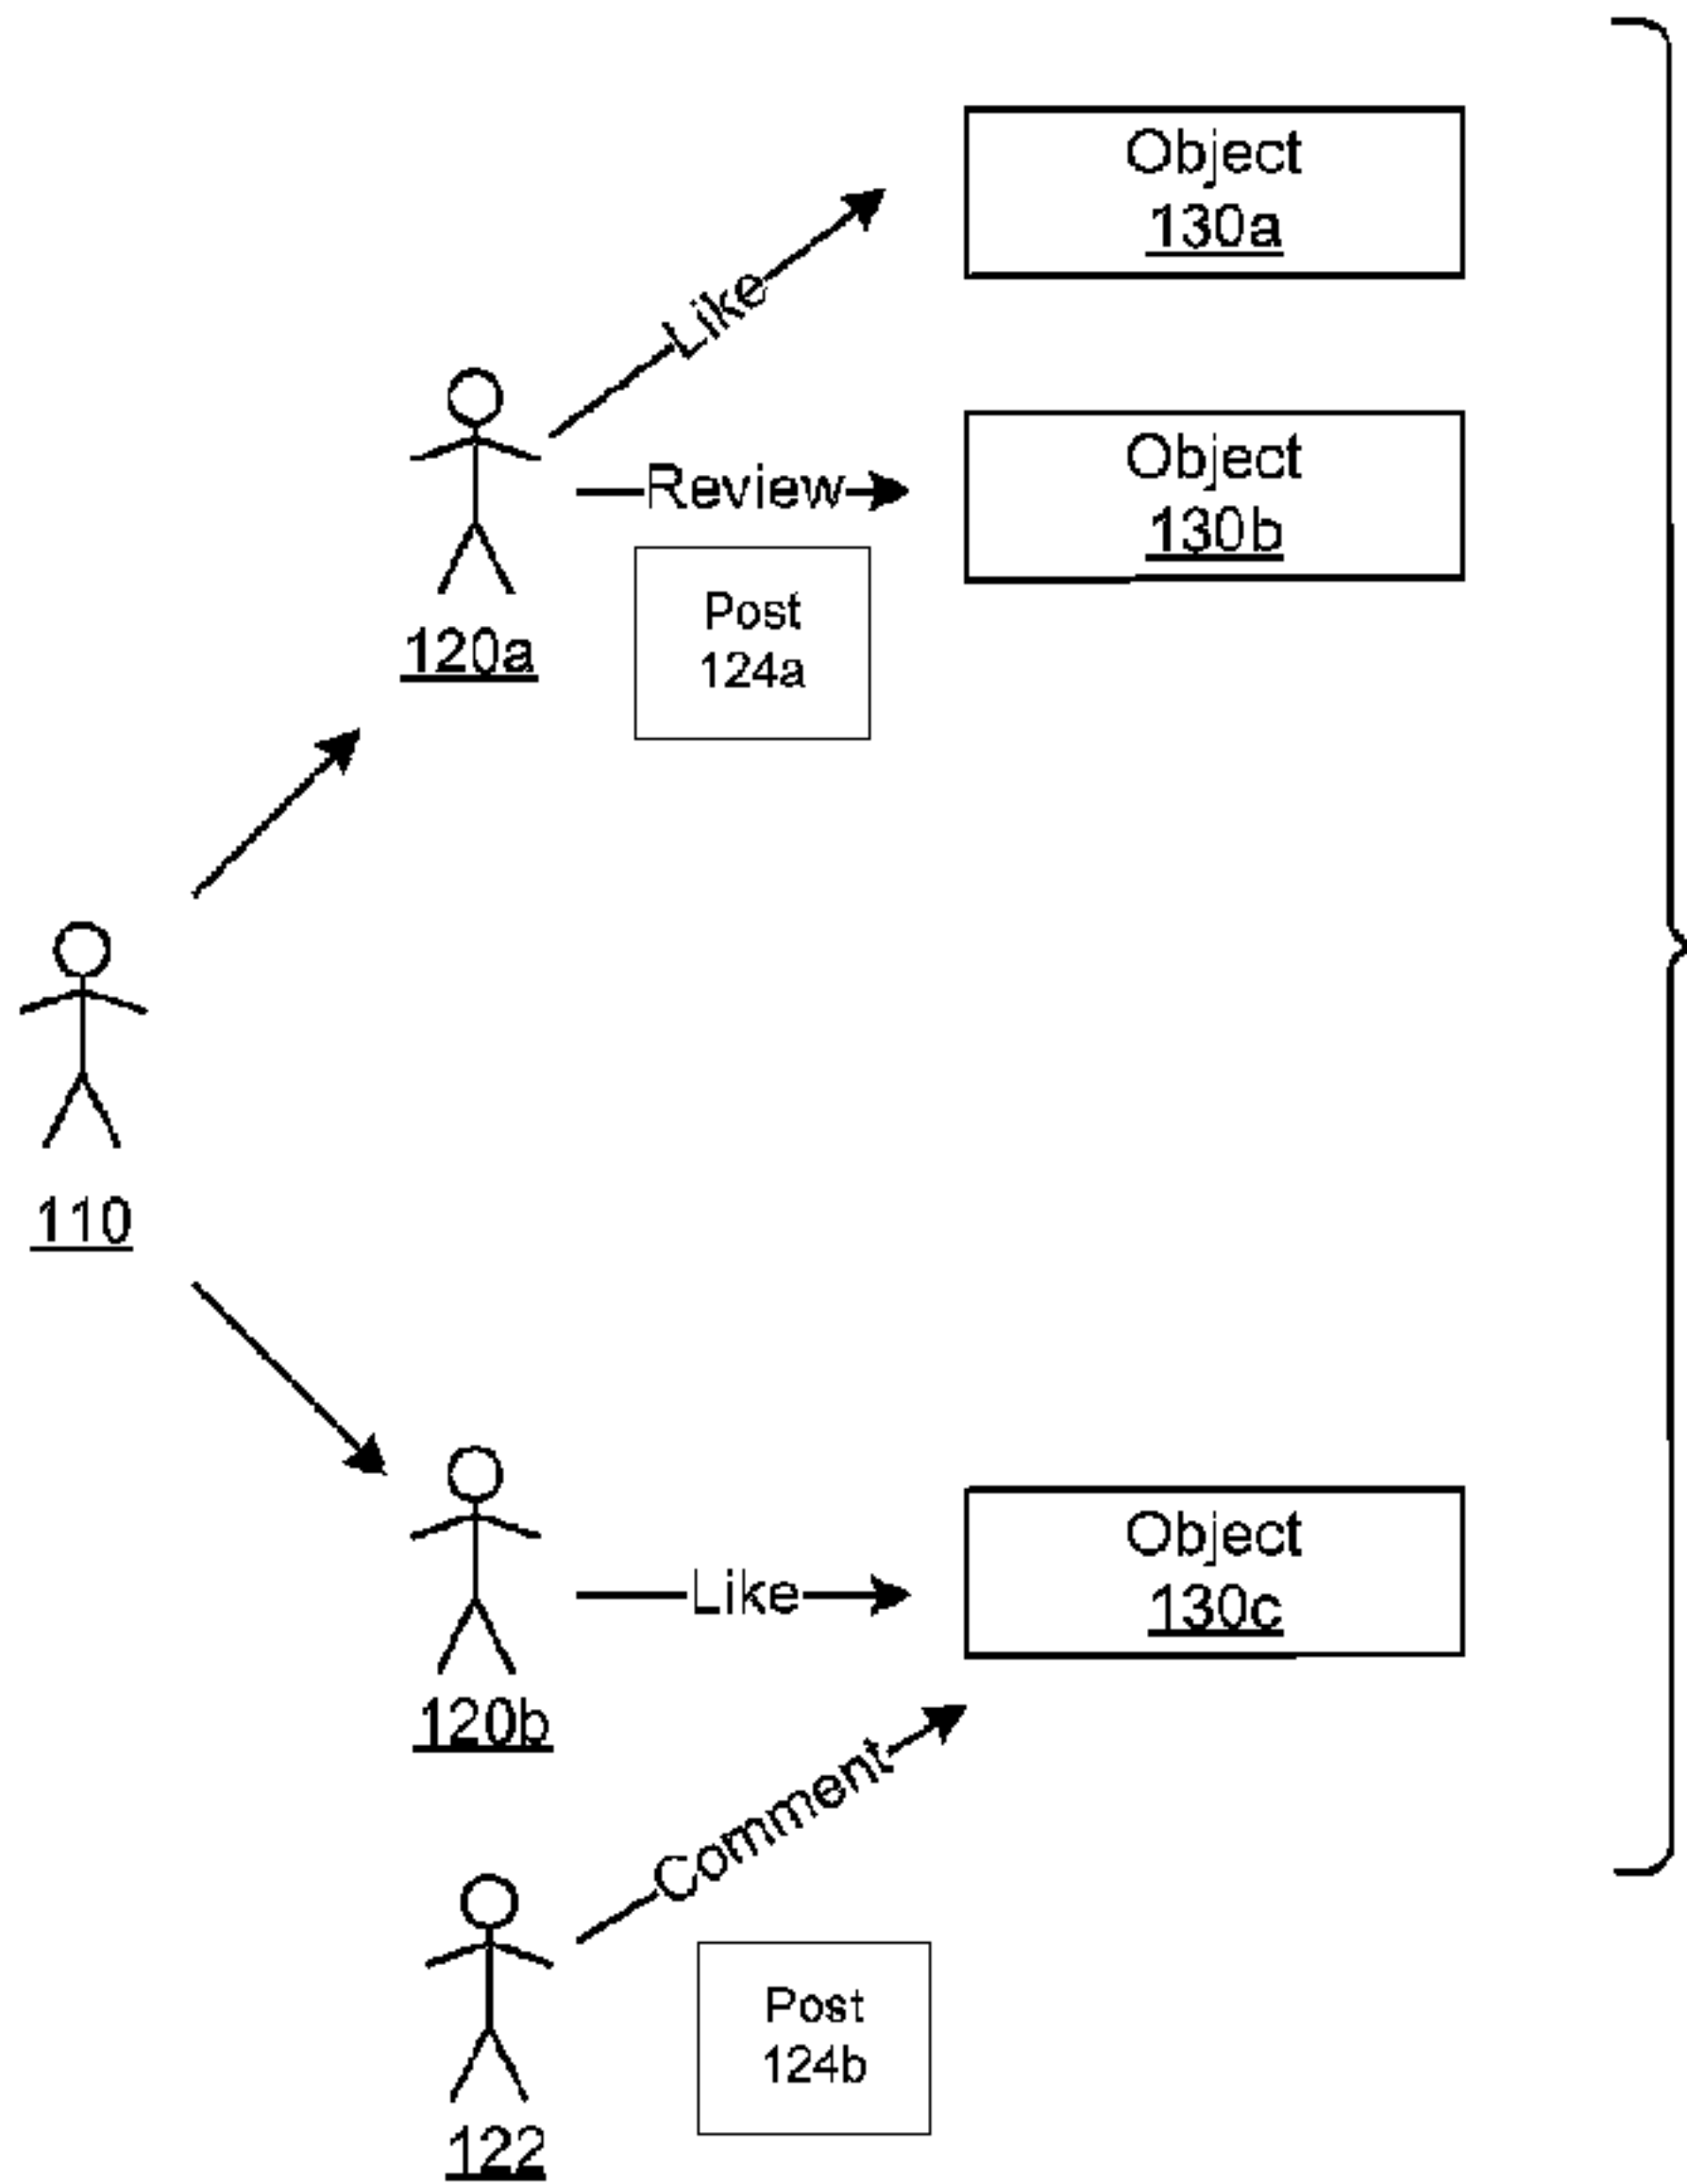 Object
130a
Like
Object
130b
Review
Post
124a
120a
110
Object
130c
Like
120b
Comment
Post
124b
122